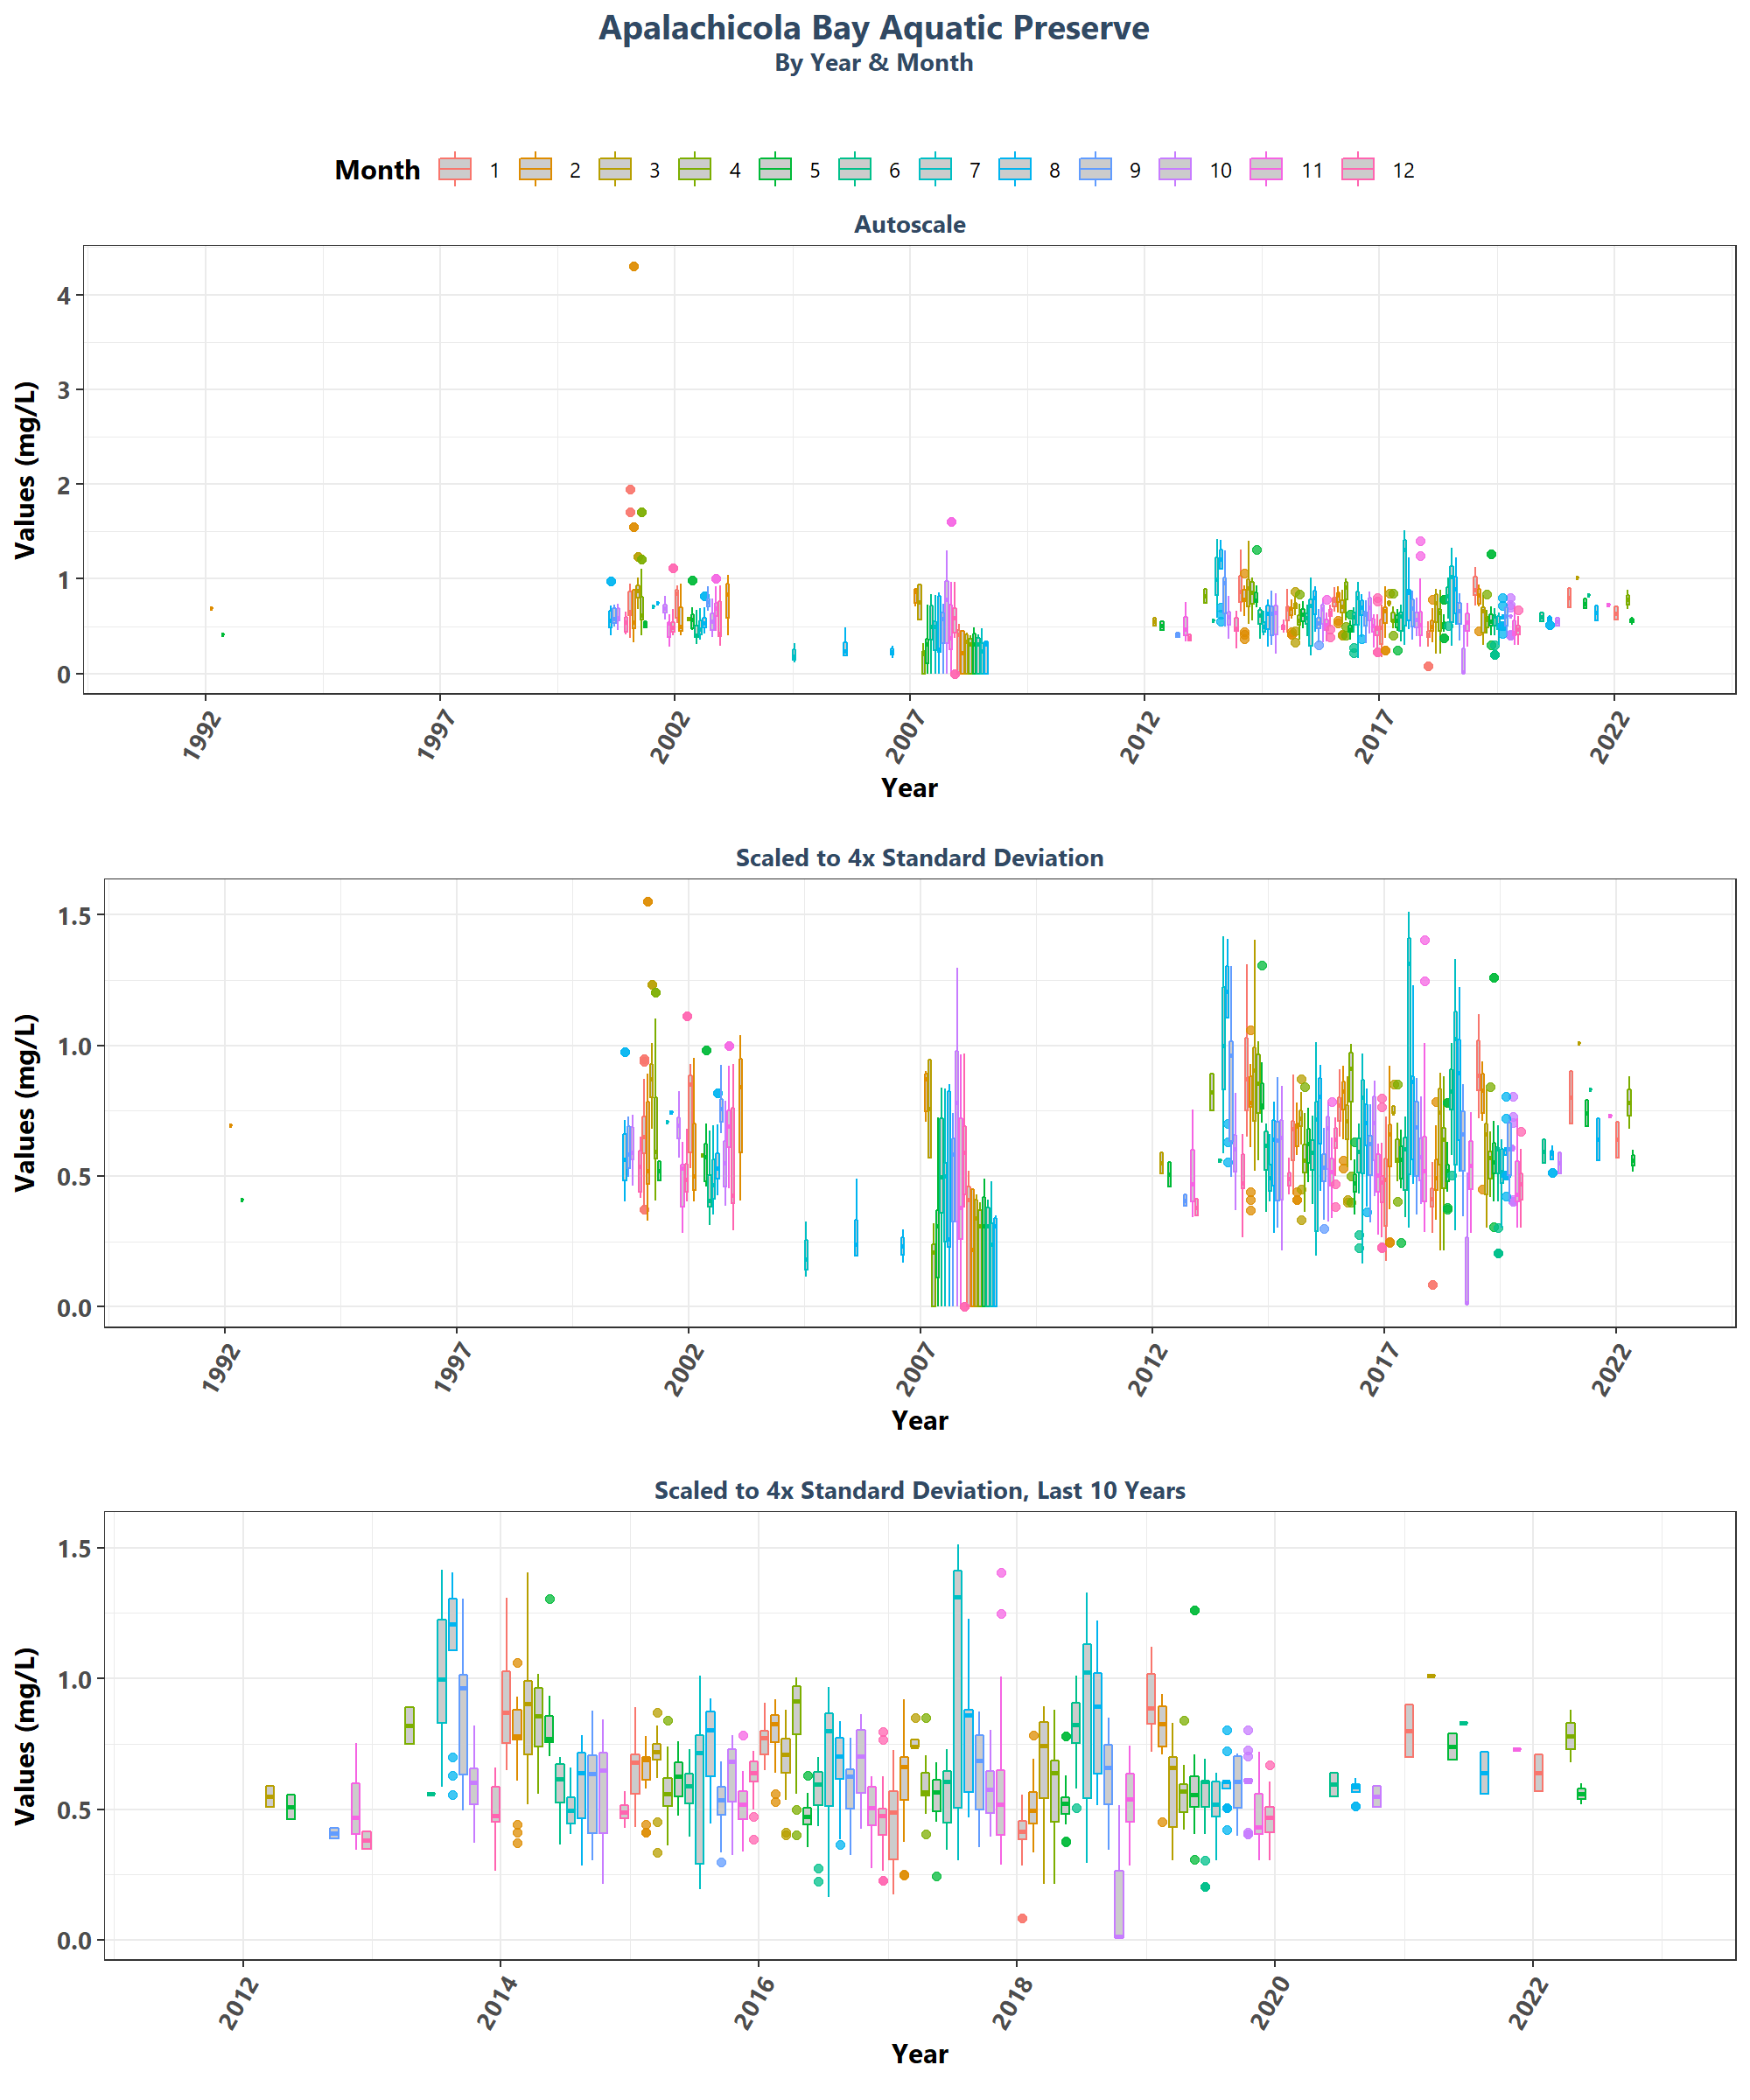 Apalachicola Bay Aquatic Preserve
By Year & Month
Month 1 2 3 4 5 6 7 8 9 10 11 12
Autoscale
Values (mg/L)
4
3
2
1
0
1992 1997 2002 2007 2012 2017 2022
Year
Scaled to 4x Standard Deviation
Values (mg/L)
1.5
1.0
0.5
0.0
1992 1997 2002 2007 2012 2017 2022
Year
Scaled to 4x Standard Deviation, Last 10 Years
Values (mg/L)
1.5
1.0
0.5
0.0
2012 2014 2016 2018 2020 2022
Year